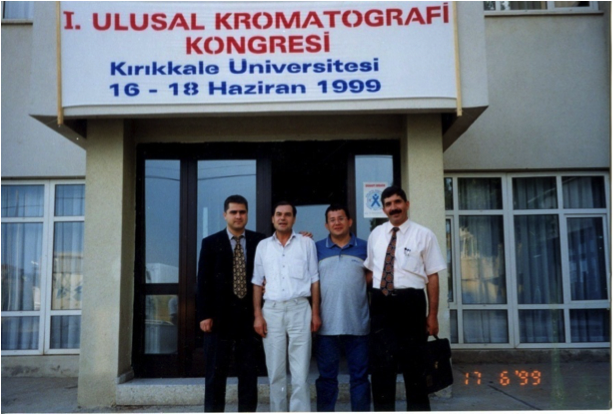 I. ULUSAL KROMATOGRAFİ
KONGRESİ
Kırıkkale Üniversitesi
16 - 18 Haziran 1999
17 6'99